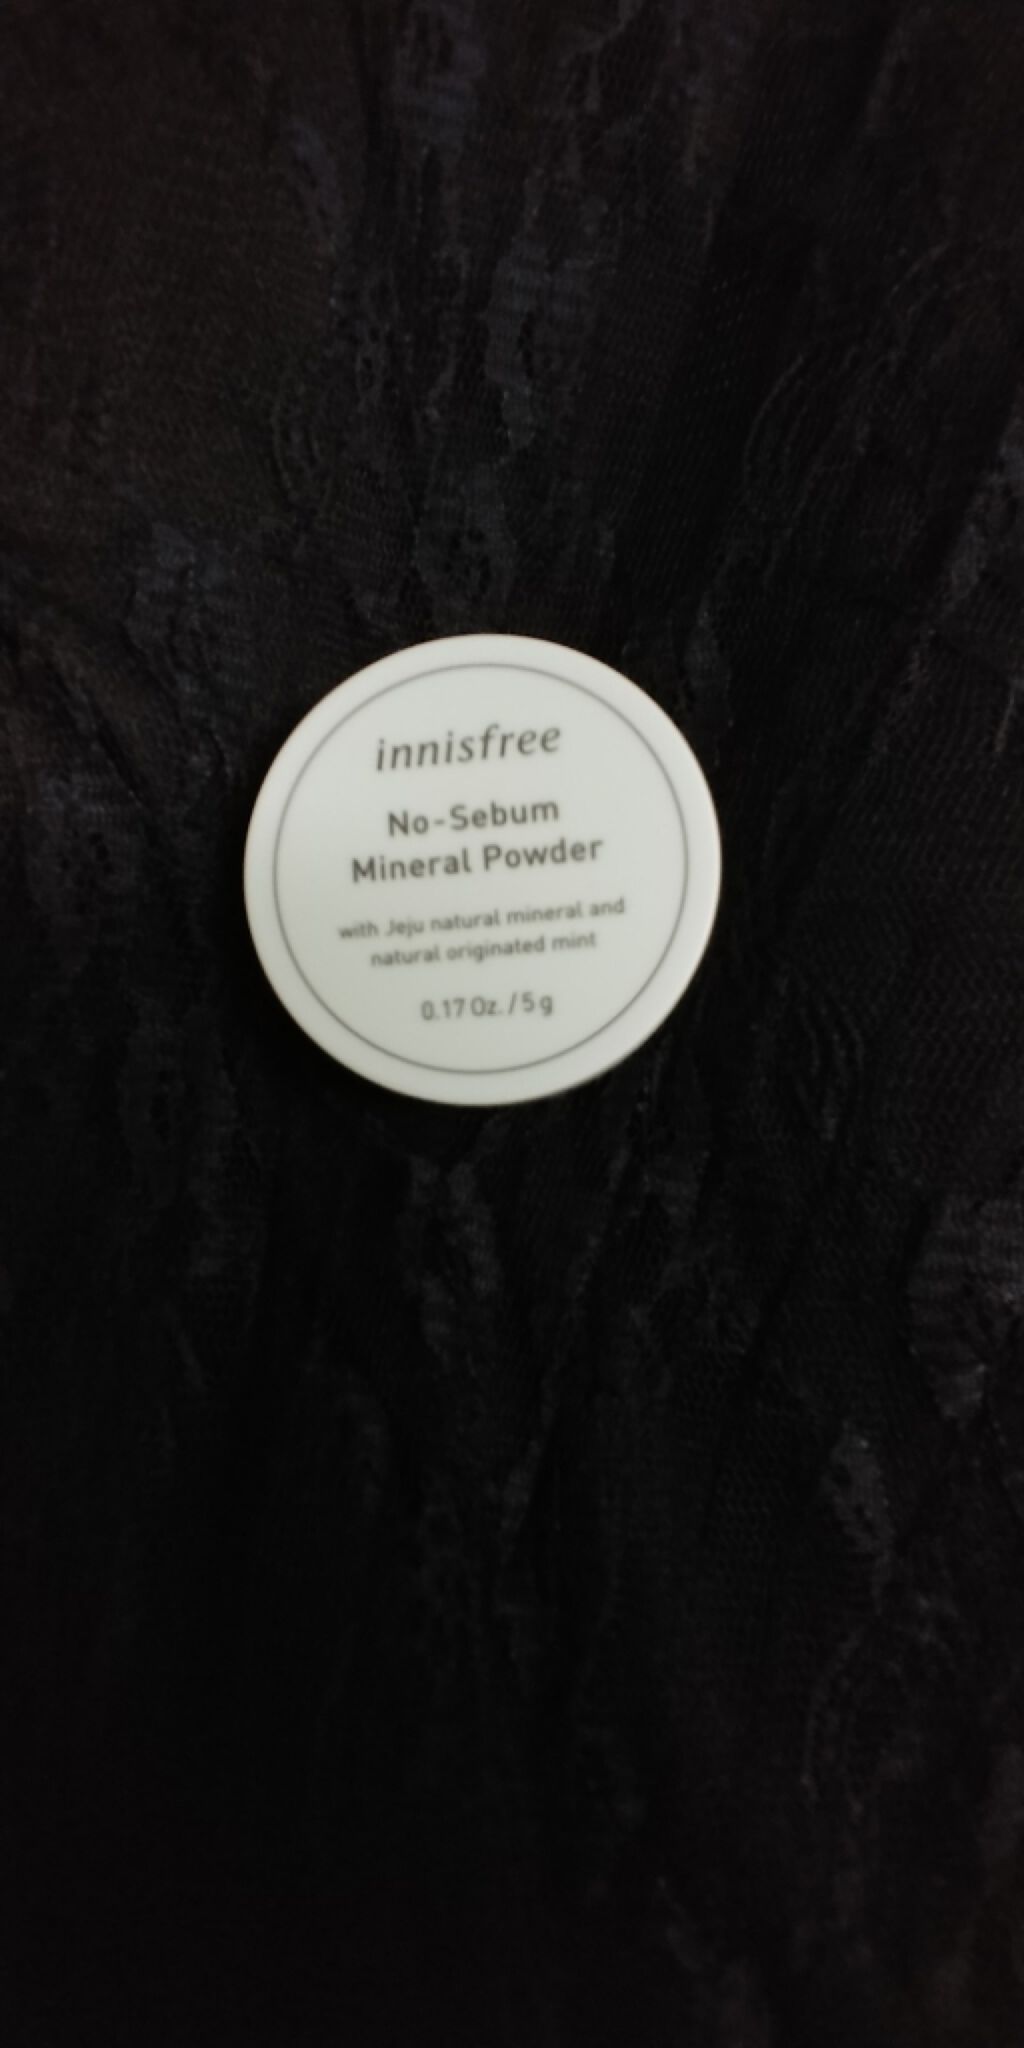 innisfree
No-Sebum
Mineral Powder
with Jeju natural mineral and
natural originated mint
0.17 Oz. / 5 g